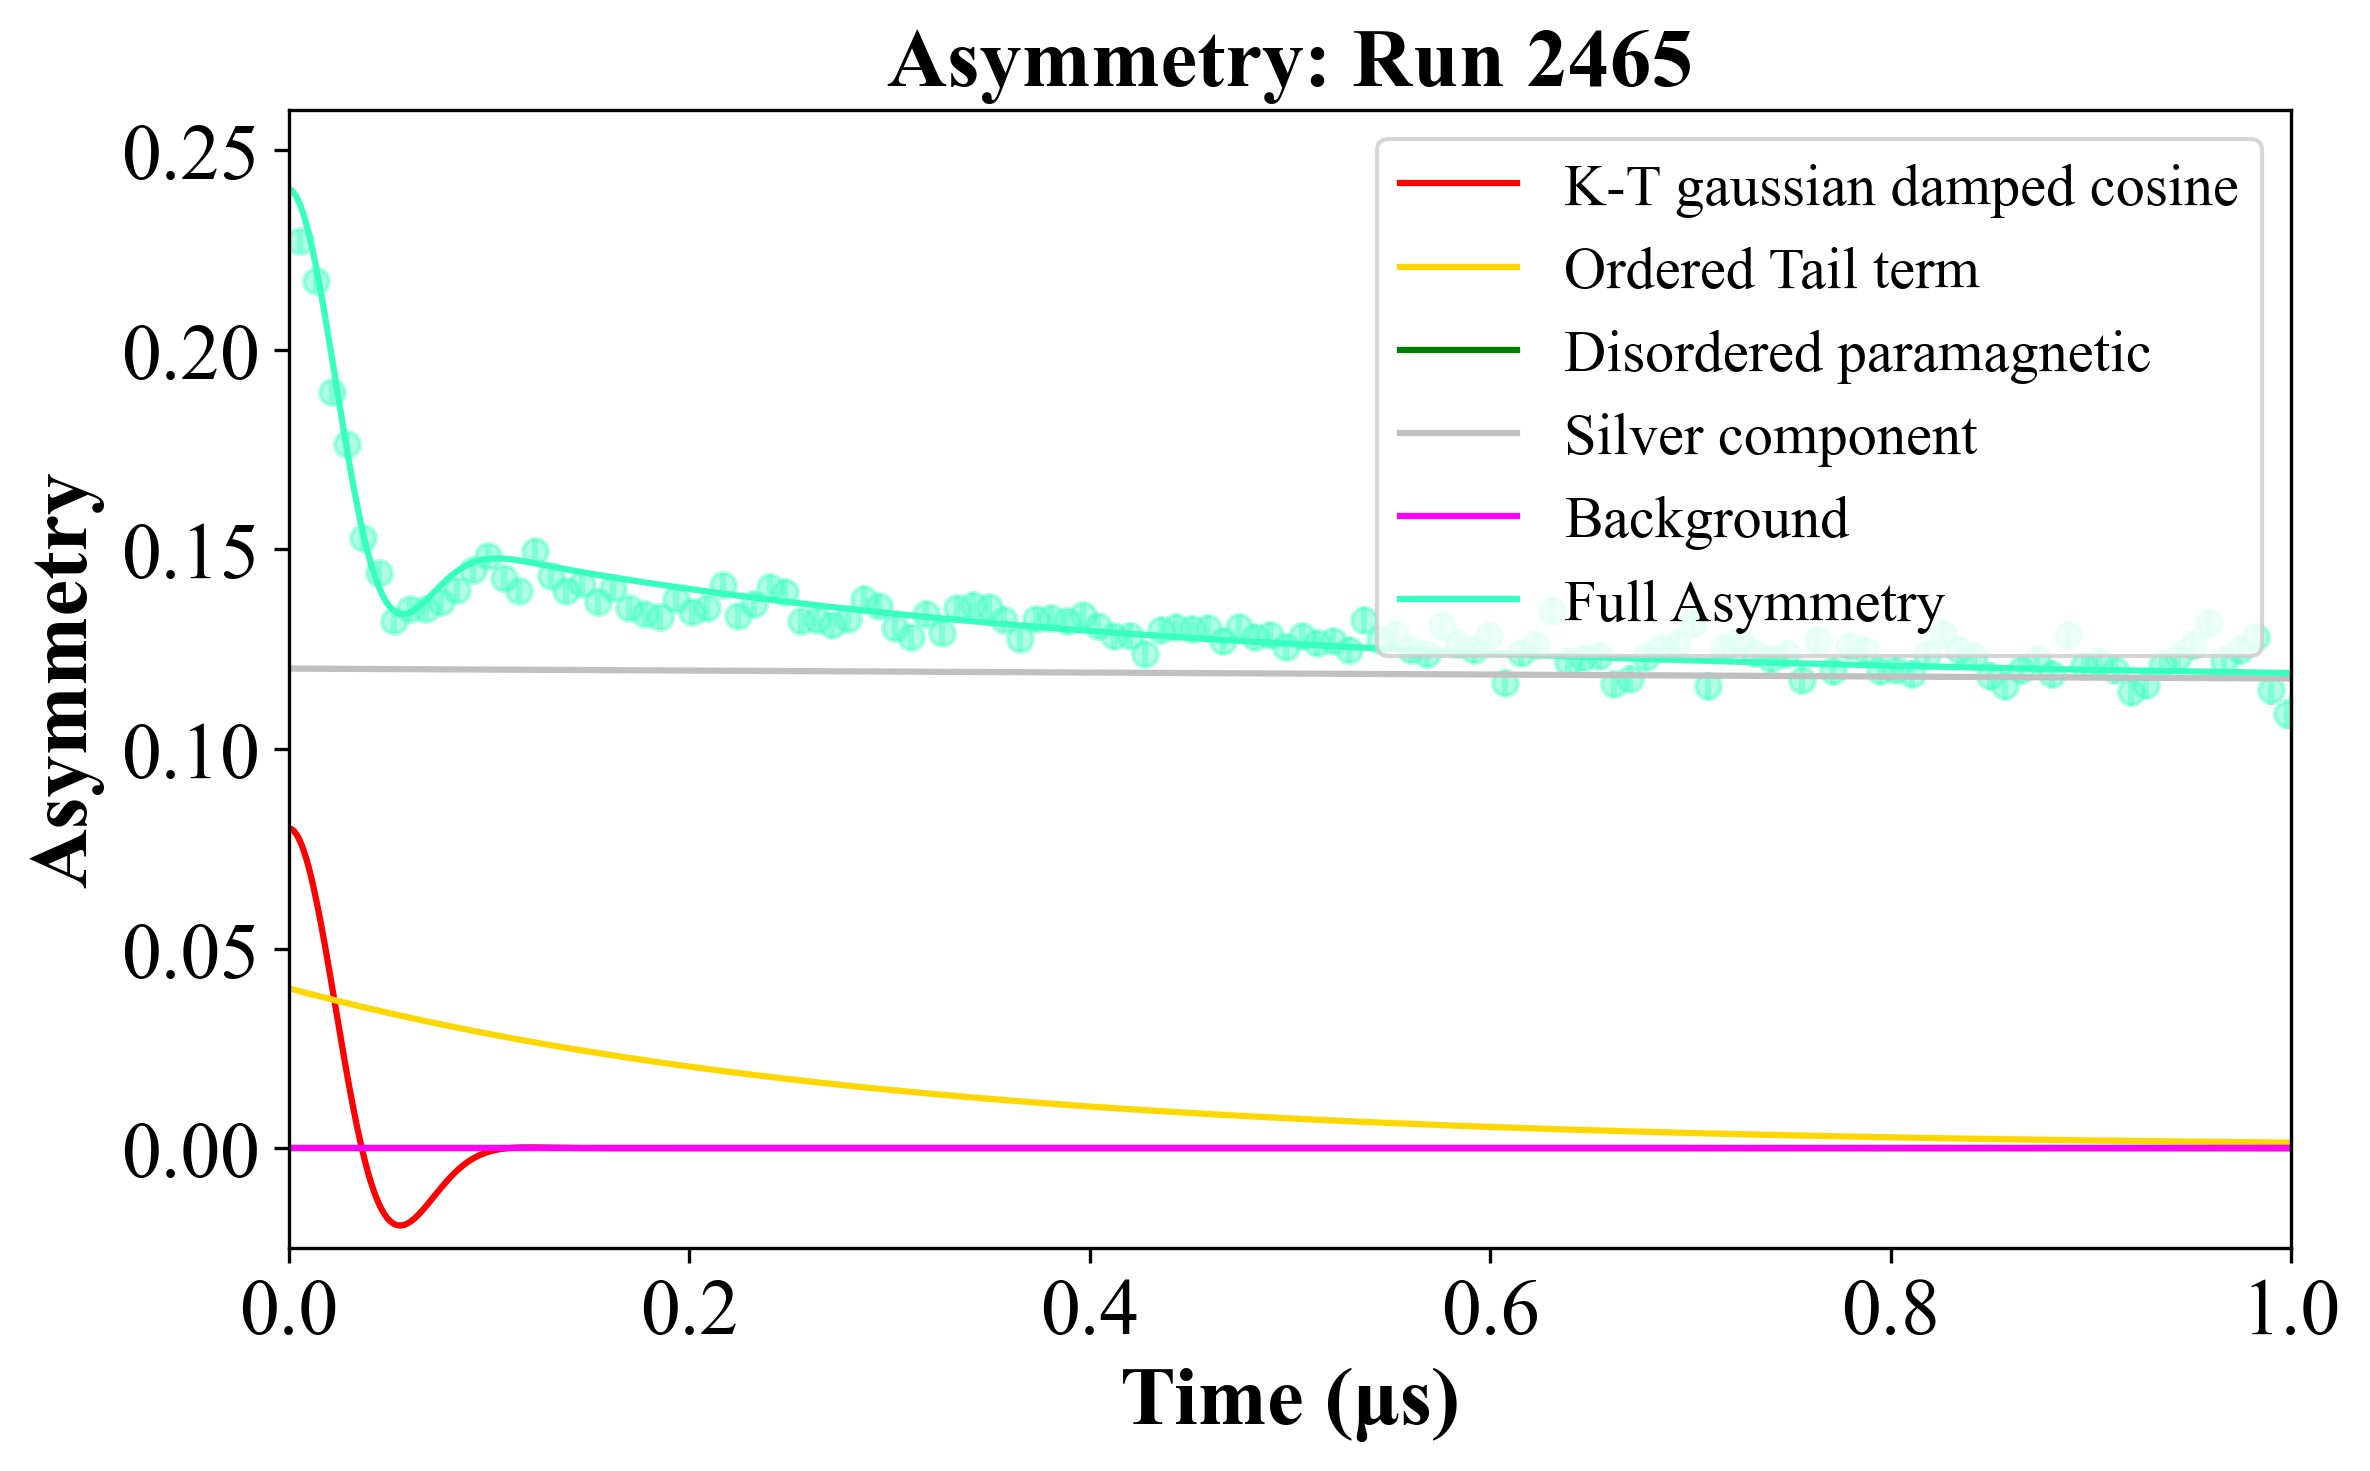 Asymmetry: Run 2465
0.25
0.20
0.15
0.10
0.05
0.00
Asymmetry
K-T gaussian damped cosine
Ordered Tail term
Disordered paramagnetic
Silver component
Background
Full Asymmetry
0.0 0.2 0.4 0.6 0.8 1.0
Time (μs)